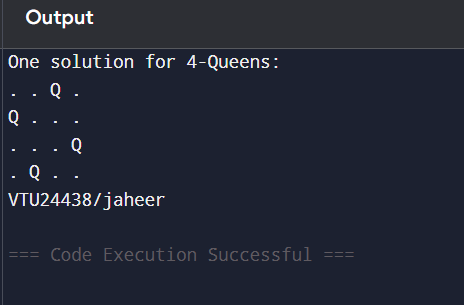 Output
One solution for 4-Queens:
. . Q .
Q . . .
. . . Q
. Q . .
VTU24438/jaheer
=== Code Execution Successful ===